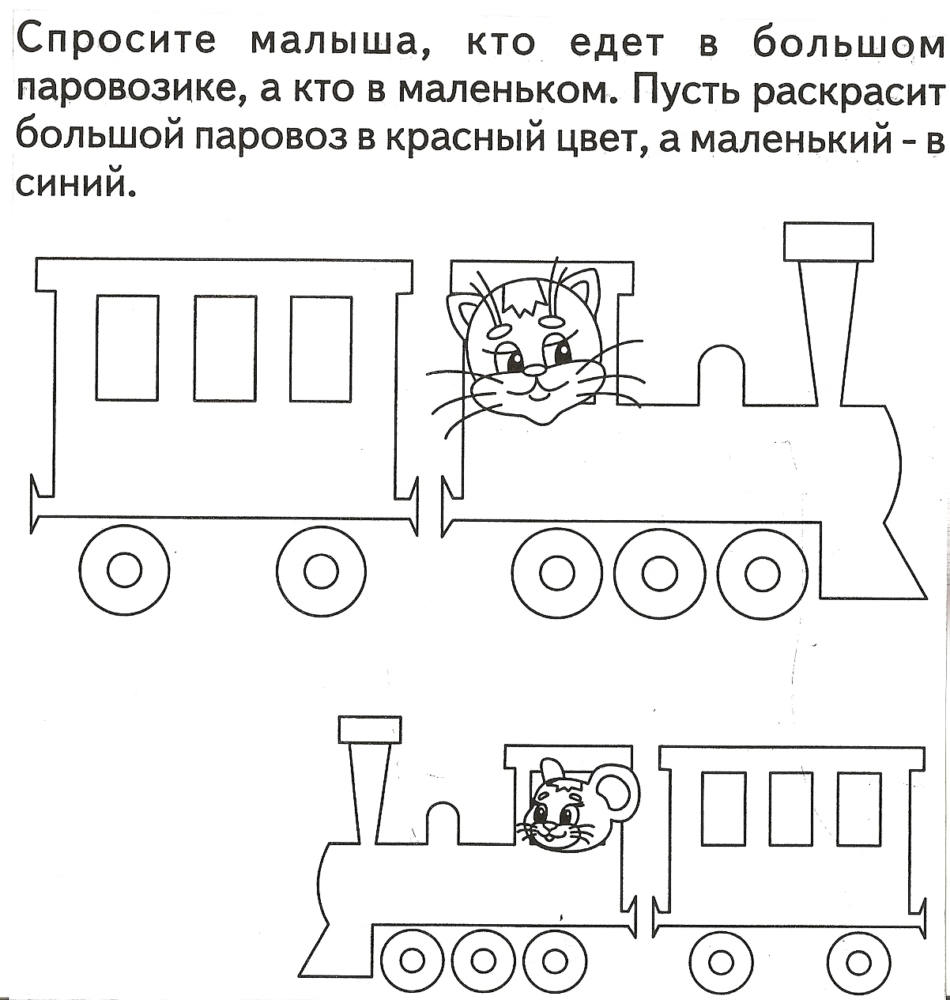 Спросите малыша, кто едет в большом
паровозике, а кто в маленьком. Пусть раскрасит
большой паровоз в красный цвет, а маленький - в
синий.